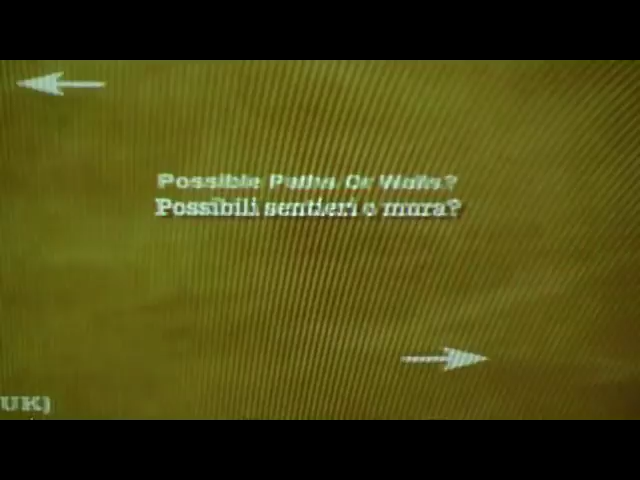 Possible Paths Or Walls?
Possibili sentieri o mura?
UK)